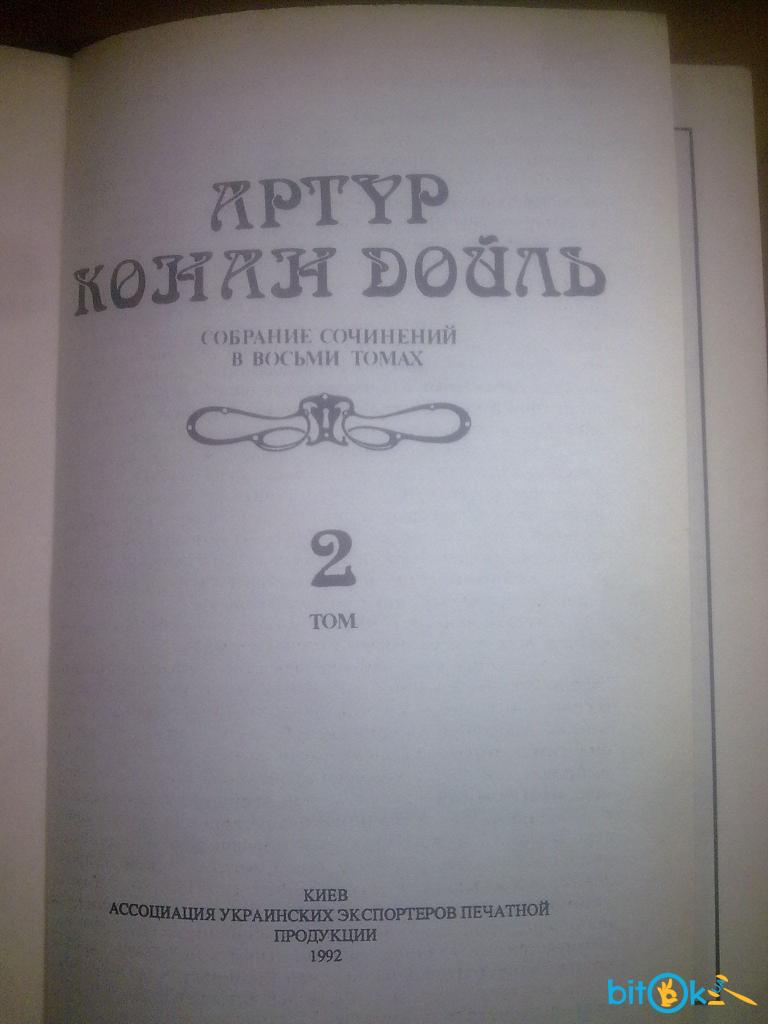 АРТУР
КОНАН ДОЙЛЬ
СОБРАНИЕ СОЧИНЕНИЙ
В ВОСЬМИ ТОМАХ
2
ТОМ
КИЕВ
АССОЦИАЦИЯ УКРАИНСКИХ ЭКСПОРТЕРОВ ПЕЧАТНОЙ
ПРОДУКЦИИ
1992
bitOk